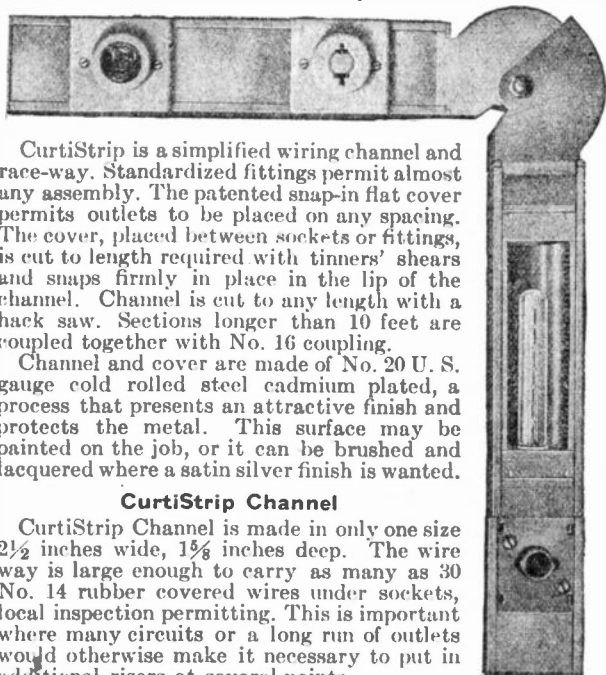 CurtiStrip is a simplified wiring channel and
race-way. Standardized fittings permit almost
any assembly. The patented snap-in flat cover
permits outlets to be placed on any spacing.
The cover, placed between sockets or fittings,
is cut to length required with tinners' shears
and snaps firmly in place in the lip of the
channel. Channel is cut to any length with a
hack saw. Sections longer than 10 feet are
coupled together with No. 16 coupling.
Channel and cover are made of No. 20 U. S.
gauge cold rolled steel cadmium plated, a
process that presents an attractive finish and
protects the metal. This surface may be
painted on the job, or it can be brushed and
lacquered where a satin silver finish is wanted.
CurtiStrip Channel
CurtiStrip Channel is made in only one size
2½ inches wide, 1⅝ inches deep. The wire
way is large enough to carry as many as 30
No. 14 rubber covered wires under sockets,
local inspection permitting. This is important
where many circuits or a long run of outlets
would otherwise make it necessary to put in
additional risers at several points.